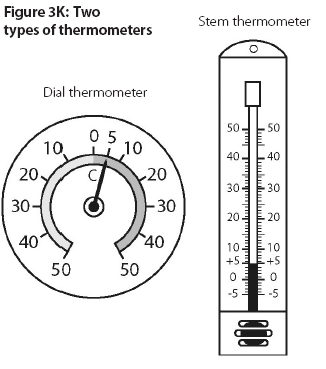 Figure 3K: Two
types of thermometers
Stem thermometer
Dial thermometer
0 5
10 10
C
20 20
30 30
40 40
50 50
50 50
40 40
30 30
20 20
10 10
+5 +5
0 0
-5 -5